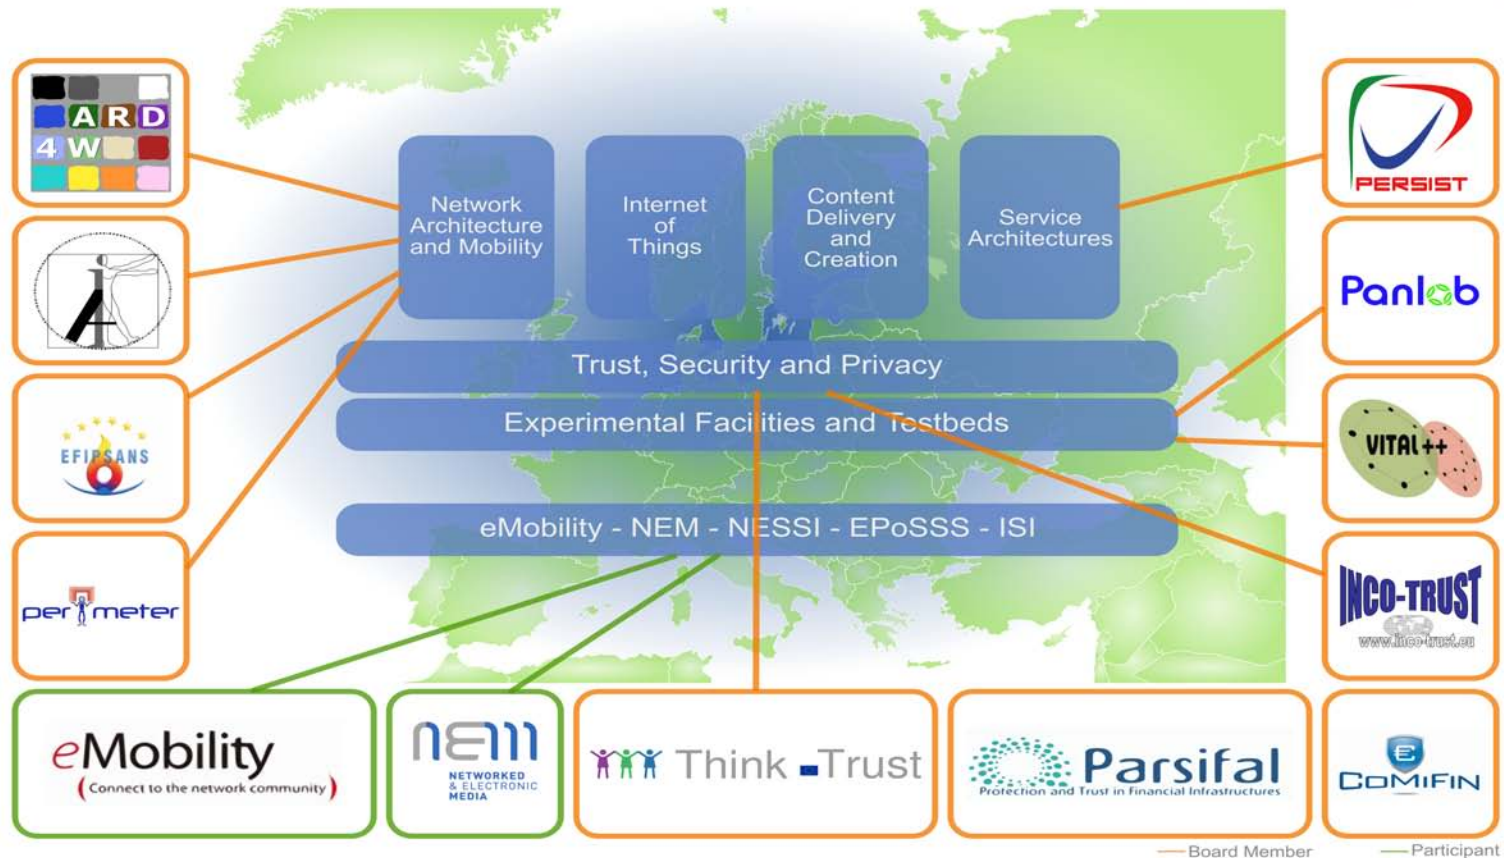 ARD
4W
A
EFIPSANS
perimeter
Network
Architecture
and Mobility
Internet
of
Things
Content
Delivery
and
Creation
Service
Architectures
Trust, Security and Privacy
Experimental Facilities and Testbeds
eMobility - NEM - NESSI - EPoSSS - ISI
PERSIST
Panlab
VITAL++
INCO-TRUST
www.inco-trust.eu
eMobility
(Connect to the network community)
nem
NETWORKED
& ELECTRONIC
MEDIA
Think Trust
Parsifal
Protection and Trust in Financial Infrastructures
€
COMIFIN
Board Member
Participant